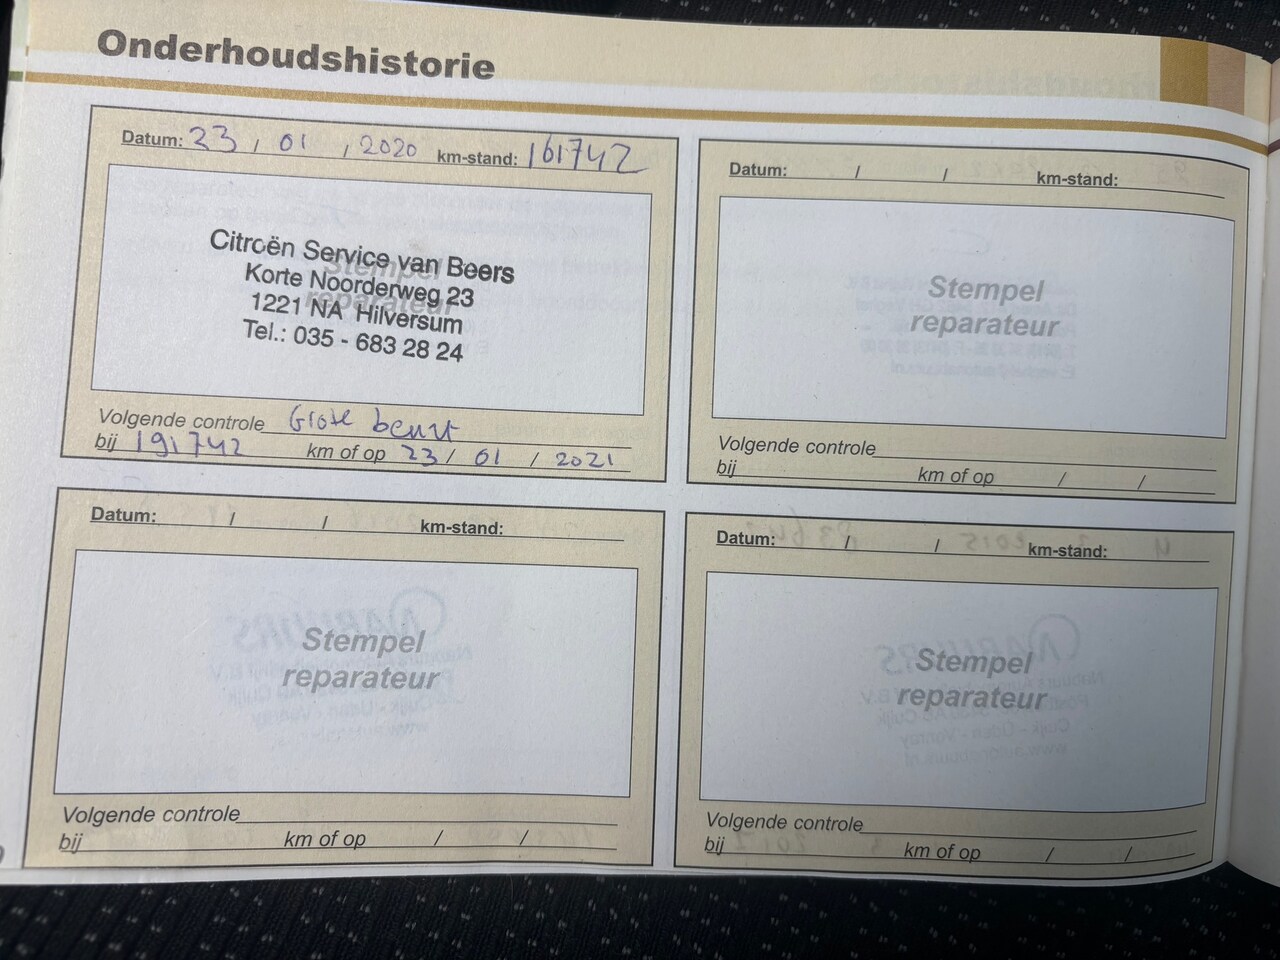 Onderhoudshistorie
Datum: 23 / 01 / 2020 km-stand: 161742
Citroën Service van Beers
Korte Noorderweg 23
1221 NA Hilversum
Tel.: 035 - 683 28 24
Stempel
reparateur
Volgende controle Grote beurt
bij 191742 km of op 23 / 01 / 2021
Datum: / / km-stand:
Stempel
reparateur
Volgende controle
bij km of op / /
Datum: / / km-stand:
Stempel
reparateur
Volgende controle
bij km of op / /
Datum: / / km-stand:
Stempel
reparateur
Volgende controle
bij km of op / /